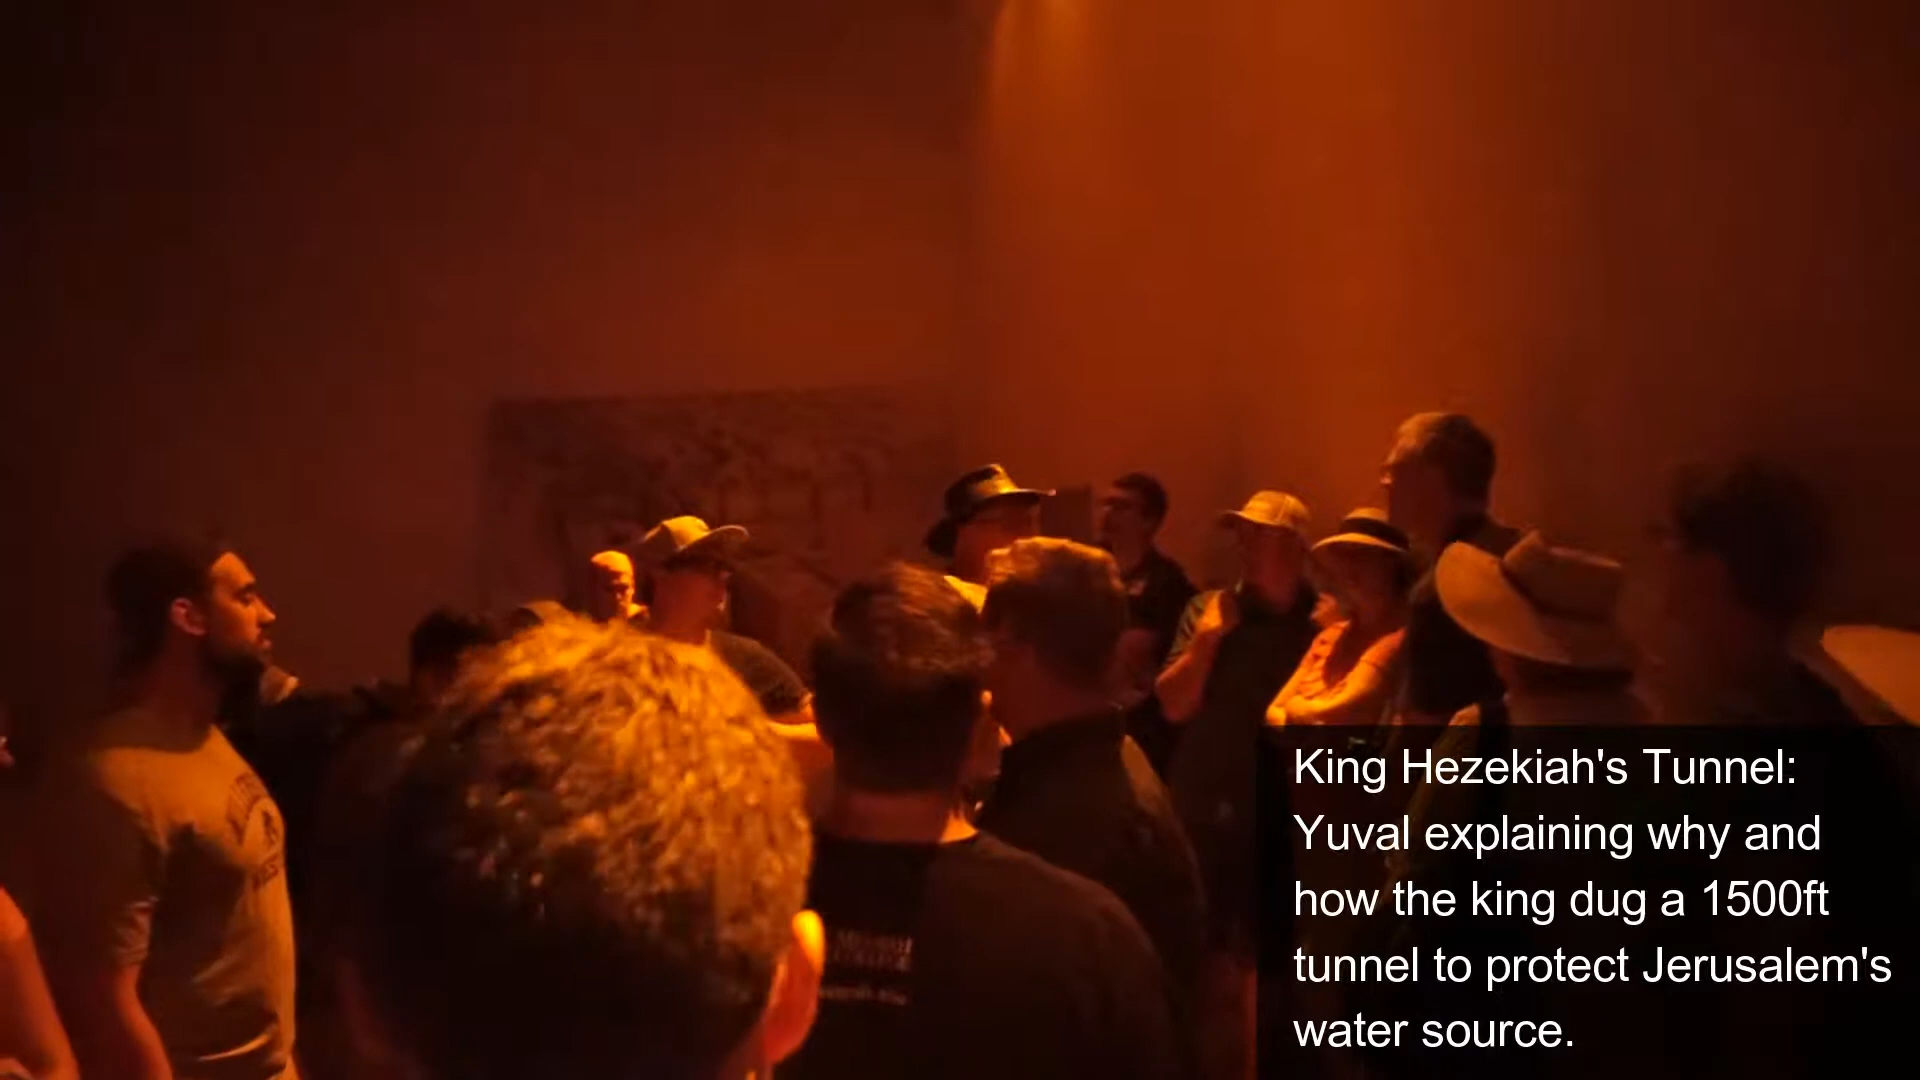 King Hezekiah's Tunnel:
Yuval explaining why and
how the king dug a 1500ft
tunnel to protect Jerusalem's
water source.